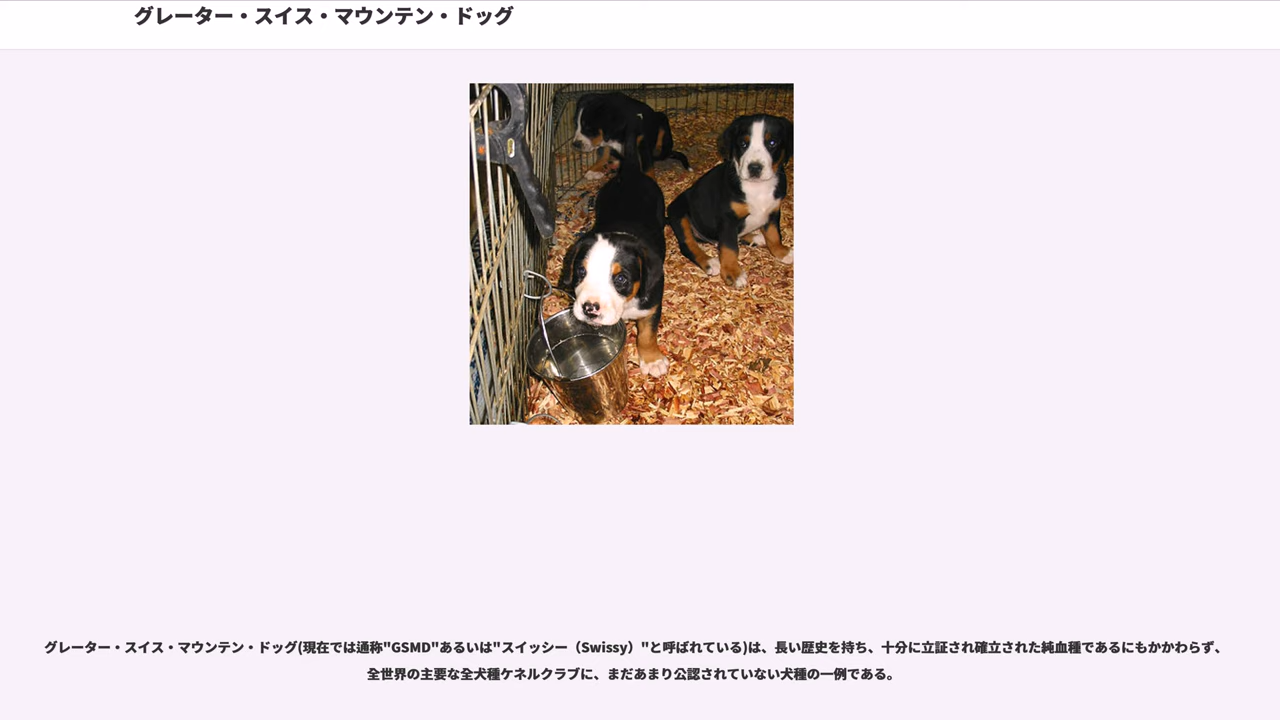 グレーター・スイス・マウンテン・ドッグ
グレーター・スイス・マウンテン・ドッグ(現在では通称"GSMD"あるいは"スイッシー（Swissy）"と呼ばれている)は、長い歴史を持ち、十分に立証され確立された純血種であるにもかかわらず、
全世界の主要な全犬種ケネルクラブに、まだあまり公認されていない犬種の一例である。